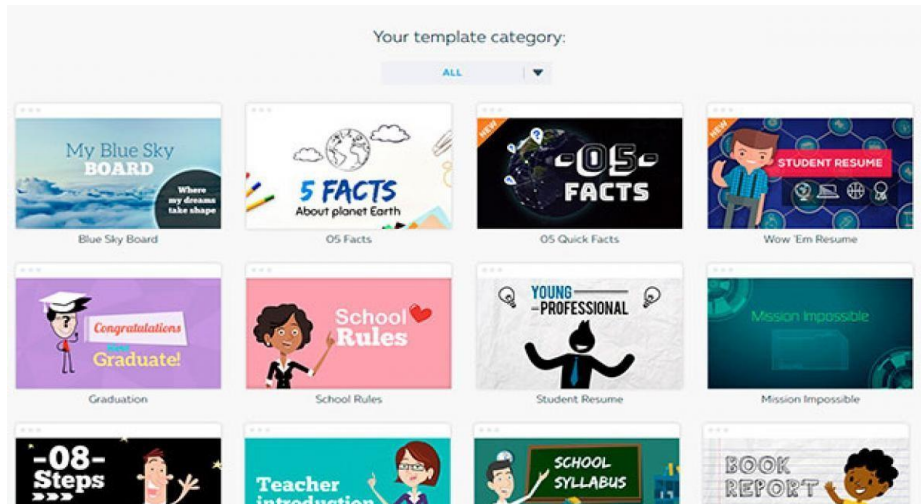 Your template category:
ALL
My Blue Sky
BOARD
Where
my dreams
take shape
Blue Sky Board
5 FACTS
About planet Earth
05 Facts
NEW
-05-
FACTS
05 Quick Facts
NEW
STUDENT RESUME
Wow 'Em Resume
Congratulations
Graduate!
Graduation
School
Rules
School Rules
YOUNG
PROFESSIONAL
Student Resume
Mission Impossible
Mission Impossible
-08-
Steps
Teacher
introduction
SCHOOL
SYLLABUS
BOOK
REPORT